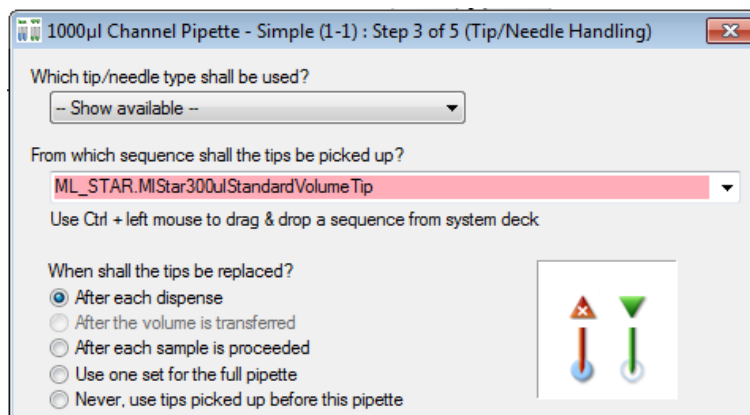 1000µl Channel Pipette - Simple (1-1) : Step 3 of 5 (Tip/Needle Handling)
Which tip/needle type shall be used?
-- Show available --
From which sequence shall the tips be picked up?
ML_STAR.MlStar300ulStandardVolumeTip
Use Ctrl + left mouse to drag & drop a sequence from system deck
When shall the tips be replaced?
After each dispense
After the volume is transferred
After each sample is proceeded
Use one set for the full pipette
Never, use tips picked up before this pipette